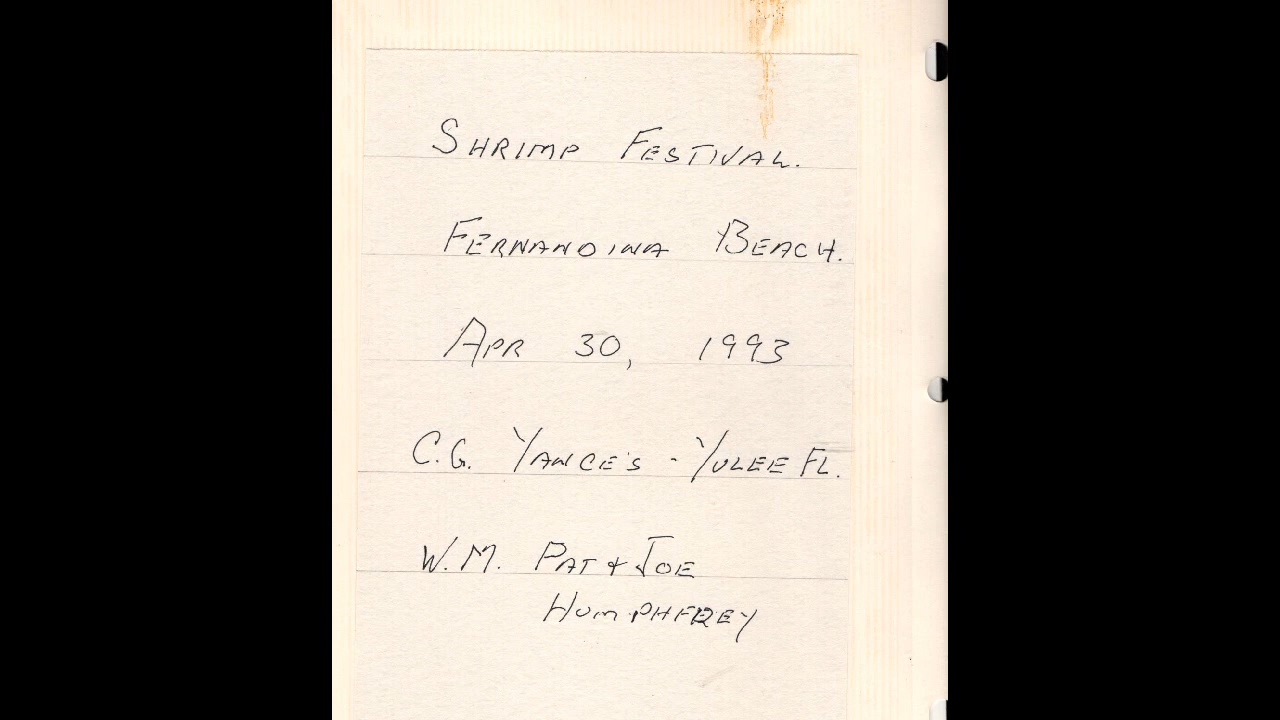 SHRIMP FESTIVAL.
FERNANDINA BEACH.
APR 30, 1993
C.G. YANCE'S - YULEE FL.
W.M. PAT & JOE
HUMPHFREY